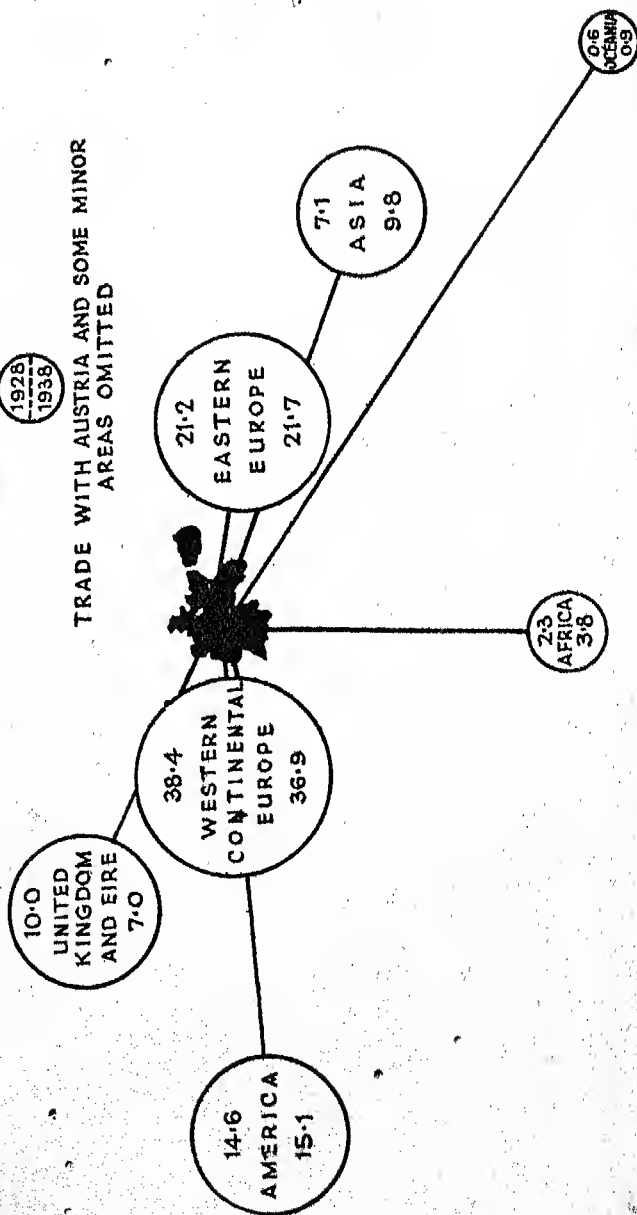 1928
1938
TRADE WITH AUSTRIA AND SOME MINOR
AREAS OMITTED
10·0
UNITED
KINGDOM
AND EIRE
7·0
14·6
AMERICA
15·1
38·4
WESTERN
CONTINENTAL
EUROPE
36·9
21·2
EASTERN
EUROPE
21·7
7·1
ASIA
9·8
2·3
AFRICA
3·8
0·6
OCEANIA
0·9